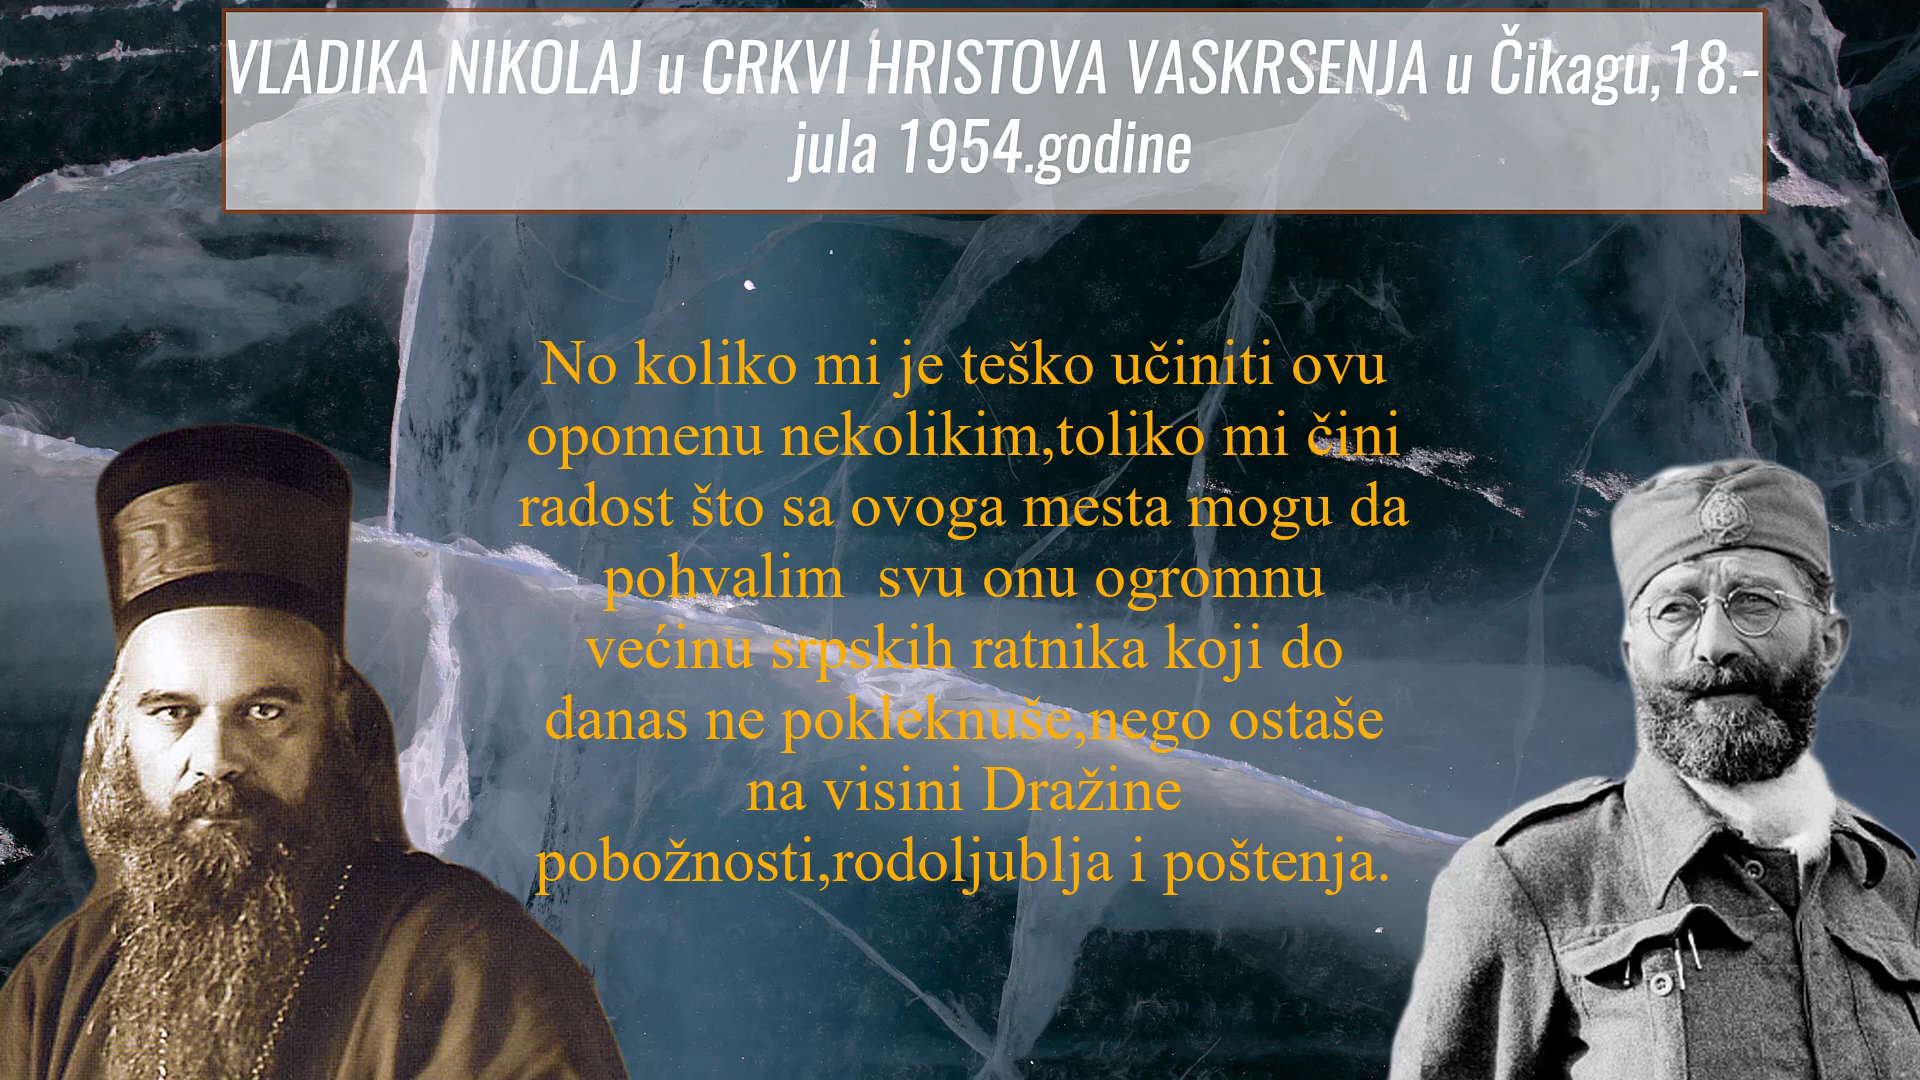 VLADIKA NIKOLAJ u CRKVI HRISTOVA VASKRSENJA u Čikagu,18.-
jula 1954.godine
No koliko mi je teško učiniti ovu
opomenu nekolikim,toliko mi čini
radost što sa ovoga mesta mogu da
pohvalim  svu onu ogromnu
većinu srpskih ratnika koji do
danas ne pokleknuše,nego ostaše
na visini Dražine
pobožnosti,rodoljublja i poštenja.